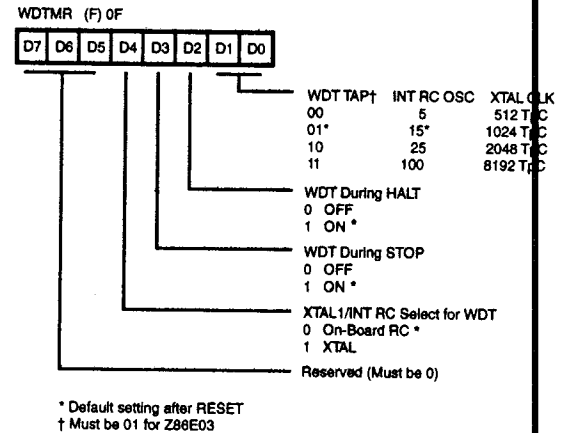 WDTMR (F) 0F
D7 D6 D5 D4 D3 D2 D1 D0
WDT TAP† INT RC OSC XTAL CLK
00 5 512 TpC
01* 15* 1024 TpC
10 25 2048 TpC
11 100 8192 TpC
WDT During HALT
0 OFF
1 ON *
WDT During STOP
0 OFF
1 ON *
XTAL1/INT RC Select for WDT
0 On-Board RC *
1 XTAL
Reserved (Must be 0)
* Default setting after RESET
† Must be 01 for Z86E03